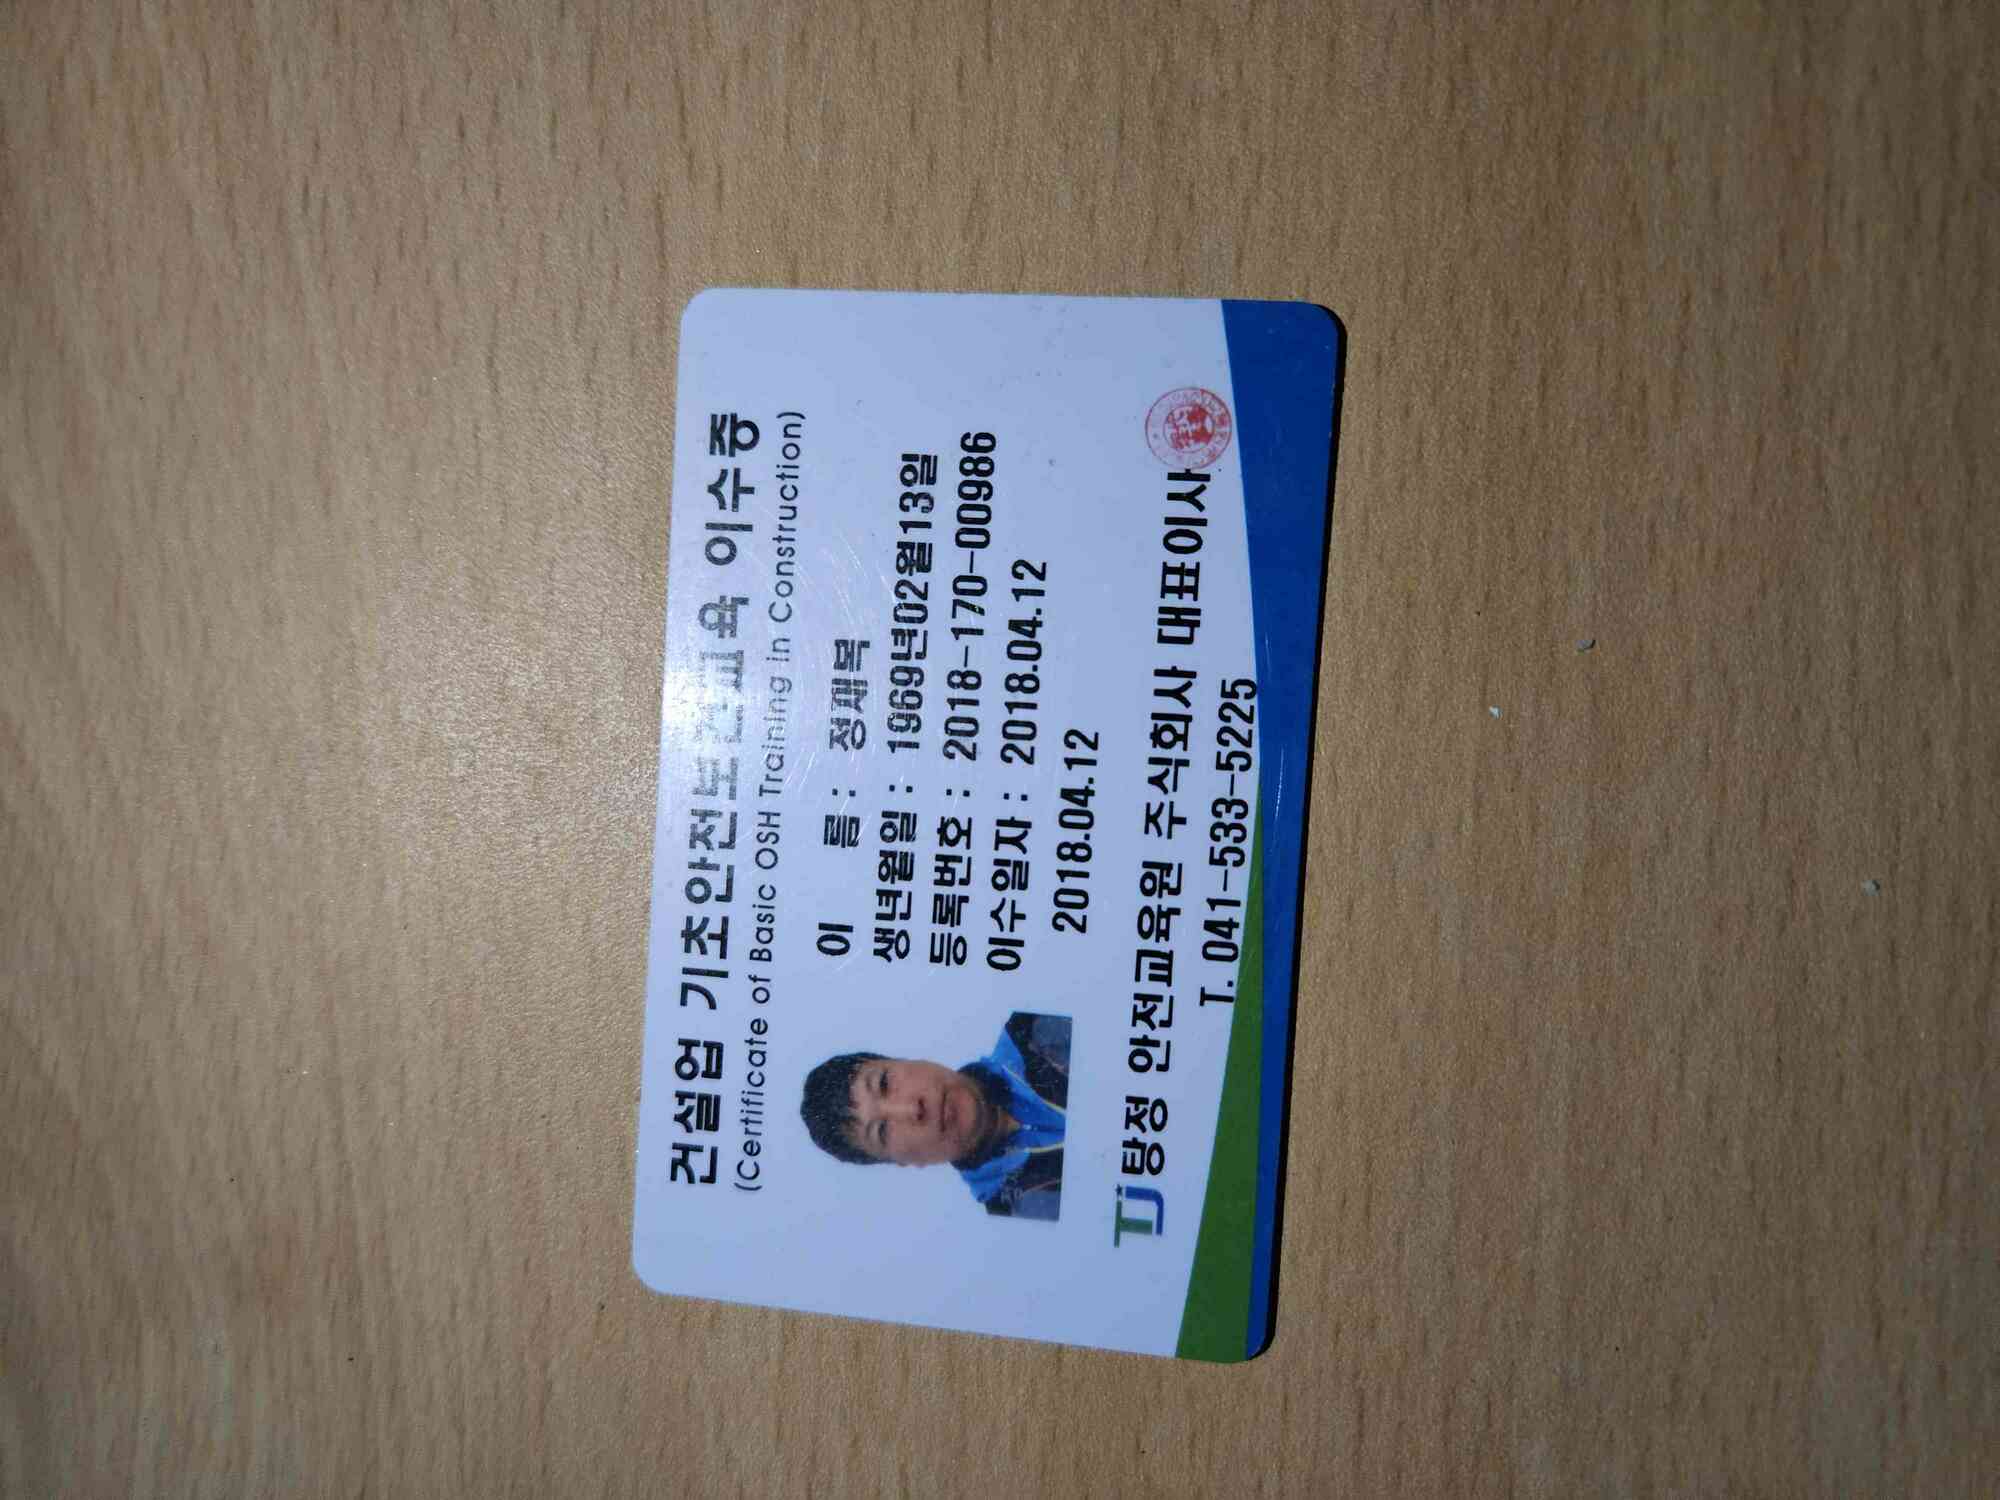 건설업 기초안전보건교육 이수증
(Certificate of Basic OSH Training in Construction)
이 름 : 정재복
생년월일 : 1969년02월13일
등록번호 : 2018-170-00986
이수일자 : 2018.04.12
2018.04.12
TJ 탕정 안전교육원 주식회사 대표이사
T. 041-533-5225